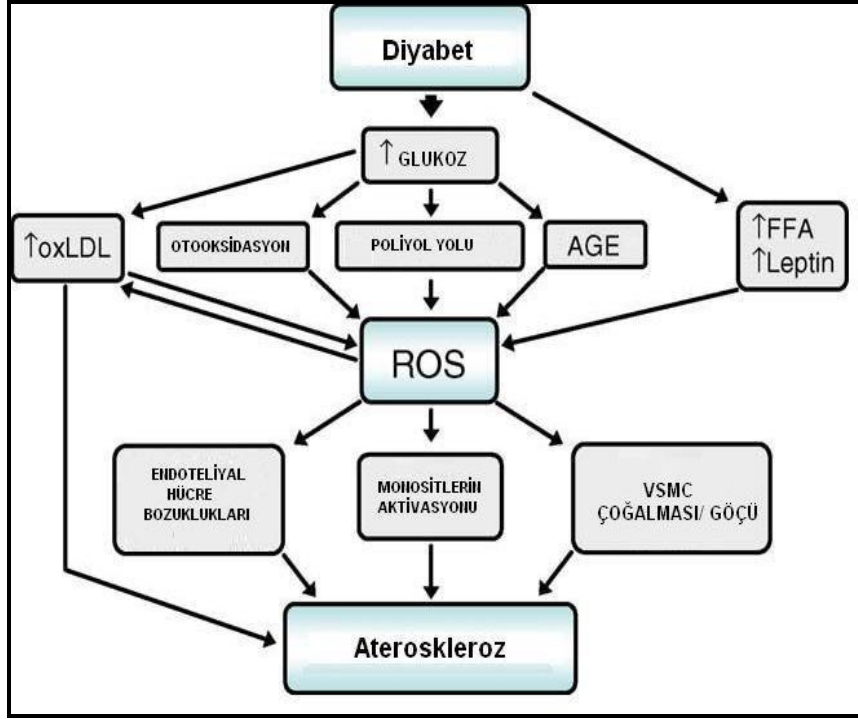 Diyabet
↑ GLUKOZ
↑oxLDL
OTOOKSİDASYON
POLİYOL YOLU
AGE
↑FFA
↑Leptin
ROS
ENDOTELİYAL
HÜCRE
BOZUKLUKLARI
MONOSİTLERİN
AKTİVASYONU
VSMC
ÇOĞALMASI/ GÖÇÜ
Ateroskleroz